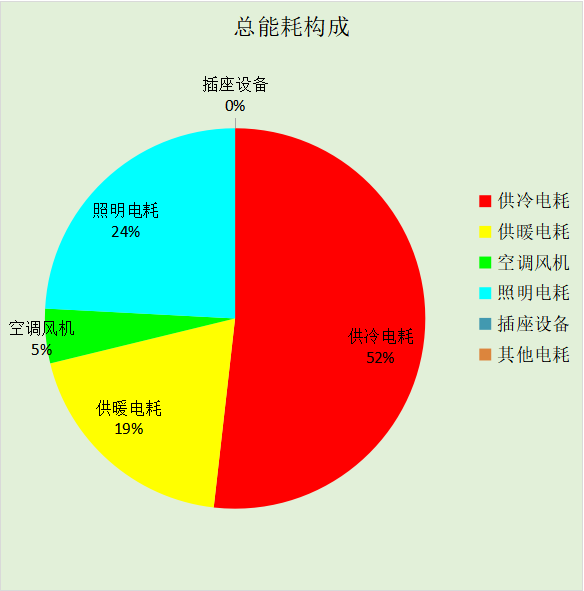 总能耗构成
插座设备
0%
照明电耗
24%
空调风机
5%
供暖电耗
19%
供冷电耗
52%
供冷电耗
供暖电耗
空调风机
照明电耗
插座设备
其他电耗